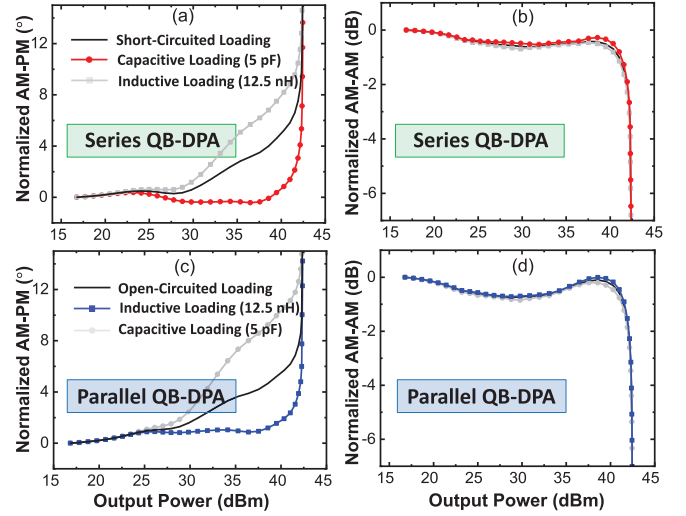 (a)
Normalized AM-PM (°)
12
8
4
0
Short-Circuited Loading
Capacitive Loading (5 pF)
Inductive Loading (12.5 nH)
Series QB-DPA
15 20 25 30 35 40 45
(b)
Normalized AM-AM (dB)
0
-2
-4
-6
Series QB-DPA
15 20 25 30 35 40 45
(c)
Normalized AM-PM (°)
12
8
4
0
Open-Circuited Loading
Inductive Loading (12.5 nH)
Capacitive Loading (5 pF)
Parallel QB-DPA
15 20 25 30 35 40 45
Output Power (dBm)
(d)
Normalized AM-AM (dB)
0
-2
-4
-6
Parallel QB-DPA
15 20 25 30 35 40 45
Output Power (dBm)